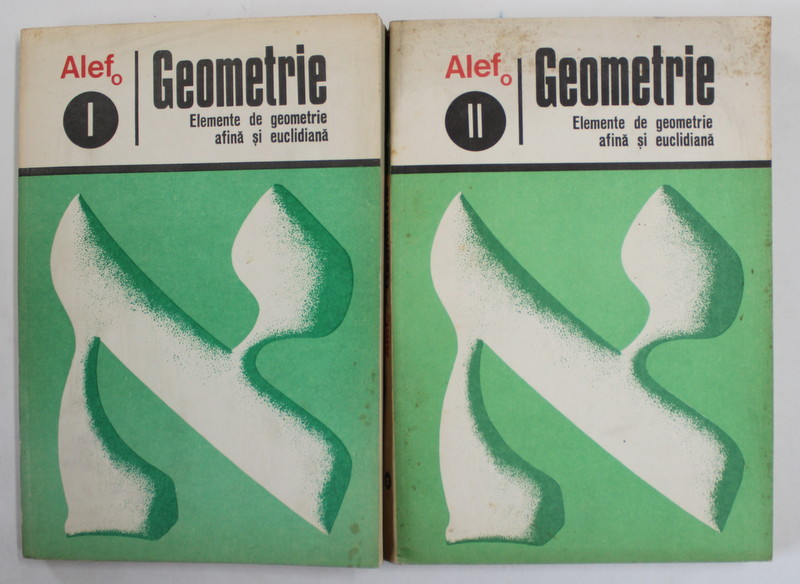 Alef₀
I
Geometrie
Elemente de geometrie
afină și euclidiană
א
Alef₀
II
Geometrie
Elemente de geometrie
afină și euclidiană
א